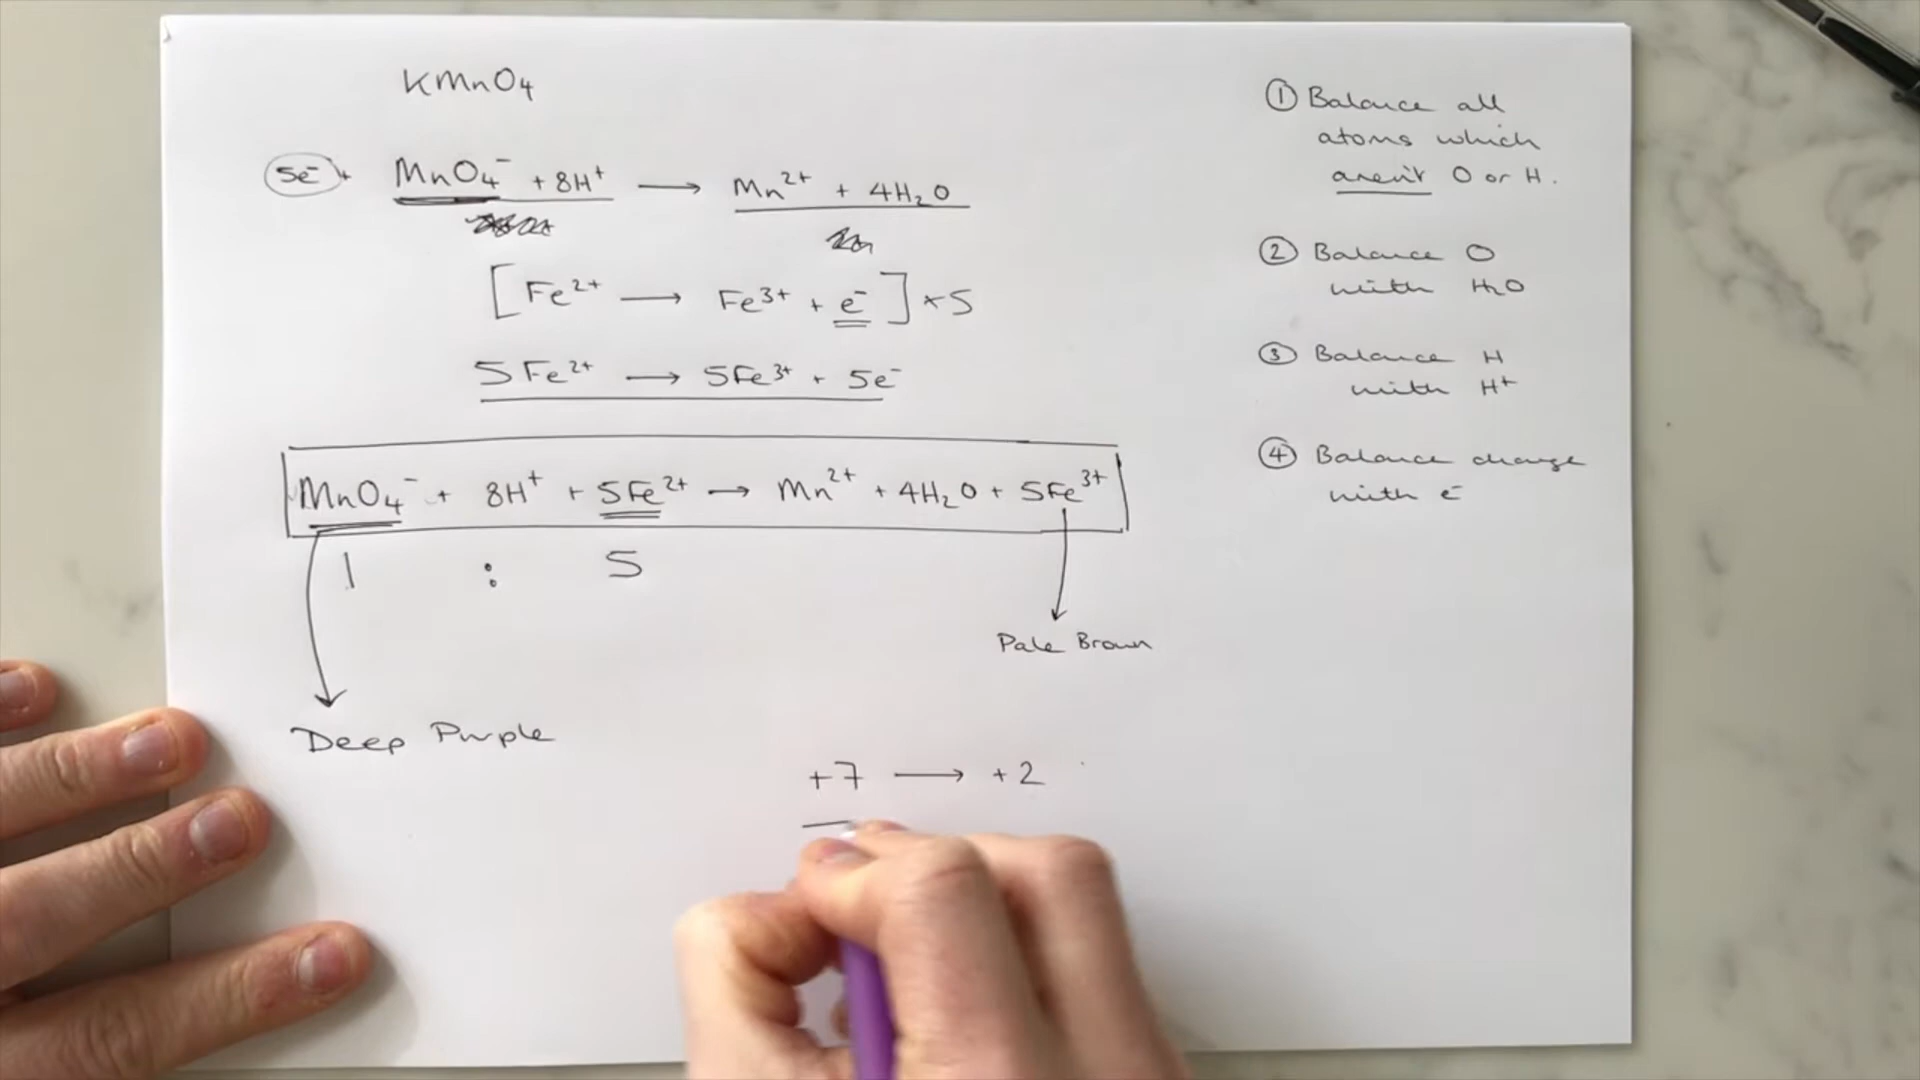 KMnO₄
5e⁻ + MnO₄⁻ + 8H⁺ ⟶ Mn²⁺ + 4H₂O
[Fe²⁺ ⟶ Fe³⁺ + e⁻] × 5
5Fe²⁺ ⟶ 5Fe³⁺ + 5e⁻
MnO₄⁻ + 8H⁺ + 5Fe²⁺ ⟶ Mn²⁺ + 4H₂O + 5Fe³⁺
1 : 5
Pale Brown
Deep Purple
+7 ⟶ +2
① Balance all
atoms which
aren't O or H.
② Balance O
with H₂O
③ Balance H
with H⁺
④ Balance charge
with e⁻